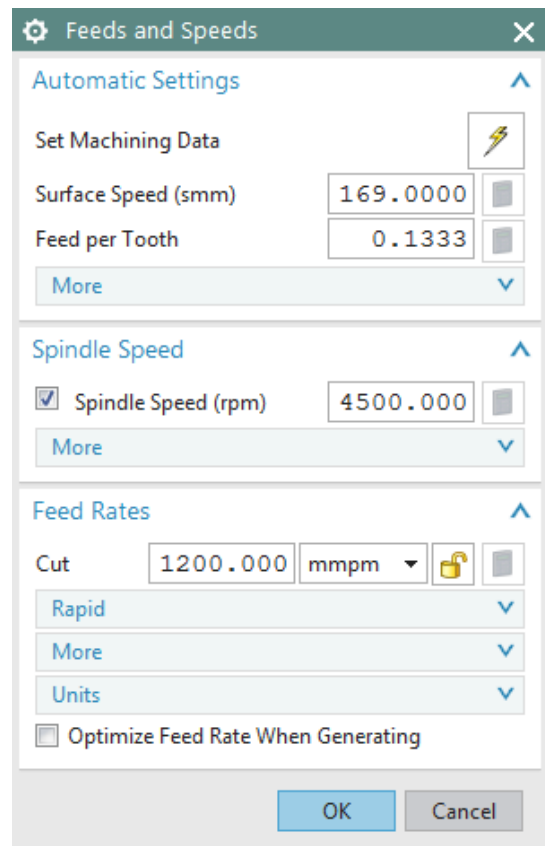 Feeds and Speeds
Automatic Settings
Set Machining Data
Surface Speed (smm) 169.0000
Feed per Tooth 0.1333
More
Spindle Speed
Spindle Speed (rpm) 4500.000
More
Feed Rates
Cut 1200.000 mmpm
Rapid
More
Units
Optimize Feed Rate When Generating
OK Cancel